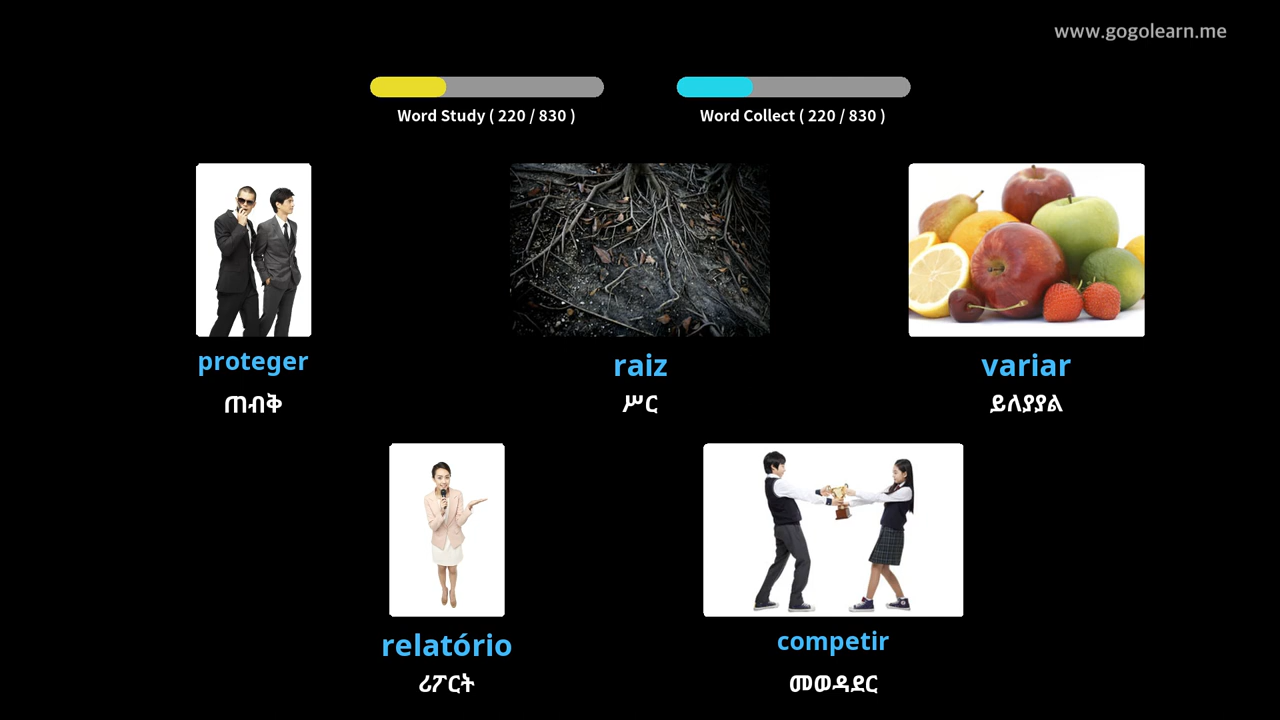 www.gogolearn.me
Word Study ( 220 / 830 )
Word Collect ( 220 / 830 )
proteger
raiz
variar
ጠብቅ
ሥር
ይለያያል
relatório
competir
ሪፖርት
መወዳደር